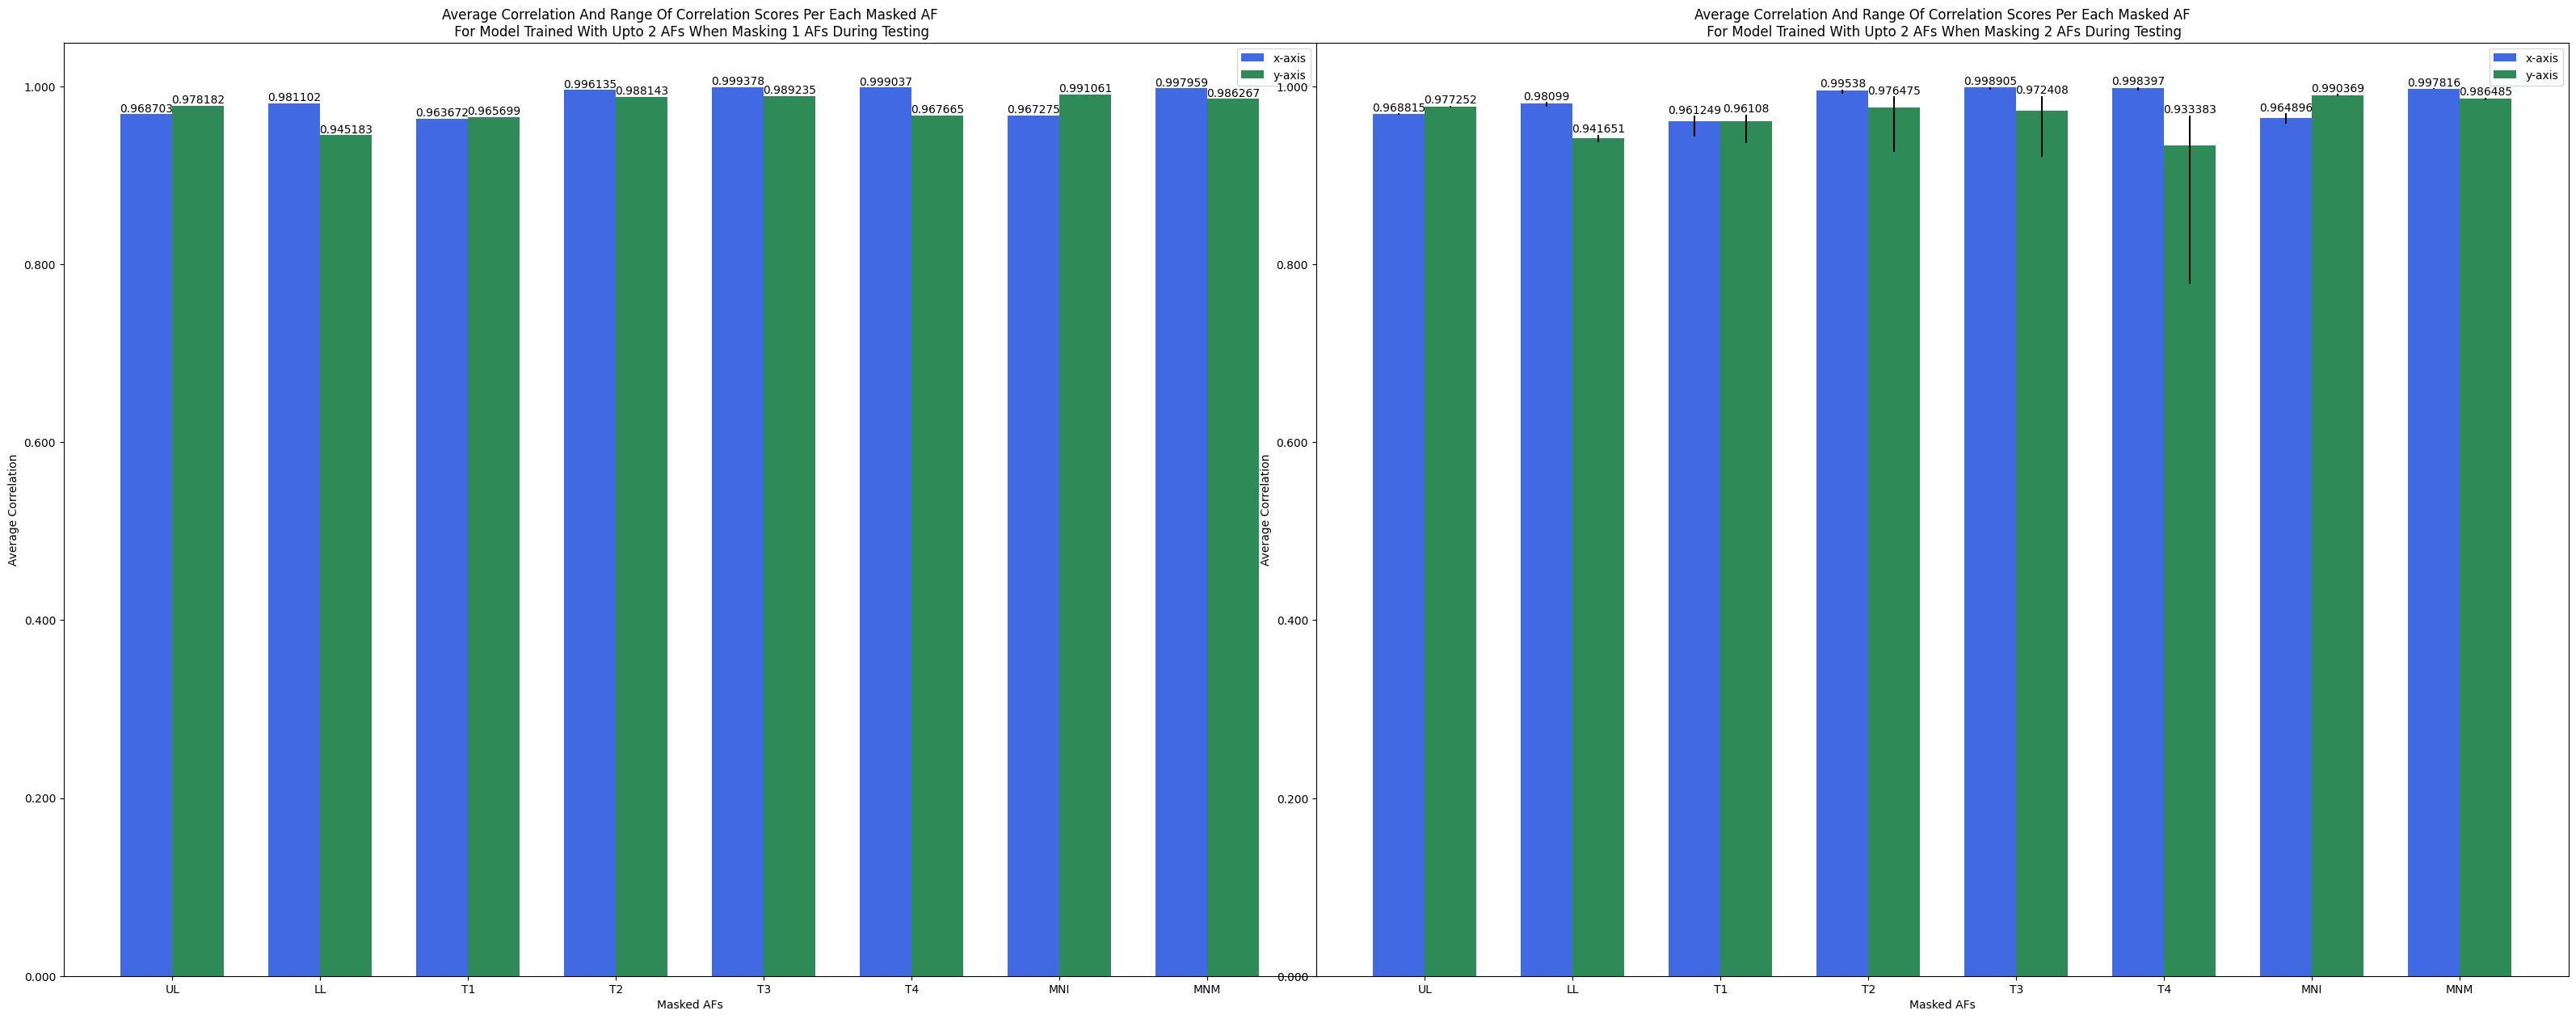 Average Correlation And Range Of Correlation Scores Per Each Masked AF
For Model Trained With Upto 2 AFs When Masking 1 AFs During Testing
x-axis
y-axis
1.000
0.800
0.600
0.400
0.200
0.000
Average Correlation
0.968703
0.978182
0.981102
0.945183
0.963672
0.965699
0.996135
0.988143
0.999378
0.989235
0.999037
0.967665
0.967275
0.991061
0.997959
0.986267
UL
LL
T1
T2
T3
T4
MNI
MNM
Masked AFs
Average Correlation And Range Of Correlation Scores Per Each Masked AF
For Model Trained With Upto 2 AFs When Masking 2 AFs During Testing
x-axis
y-axis
1.000
0.800
0.600
0.400
0.200
0.000
Average Correlation
0.968815
0.977252
0.98099
0.941651
0.961249
0.96108
0.99538
0.976475
0.998905
0.972408
0.998397
0.933383
0.964896
0.990369
0.997816
0.986485
UL
LL
T1
T2
T3
T4
MNI
MNM
Masked AFs